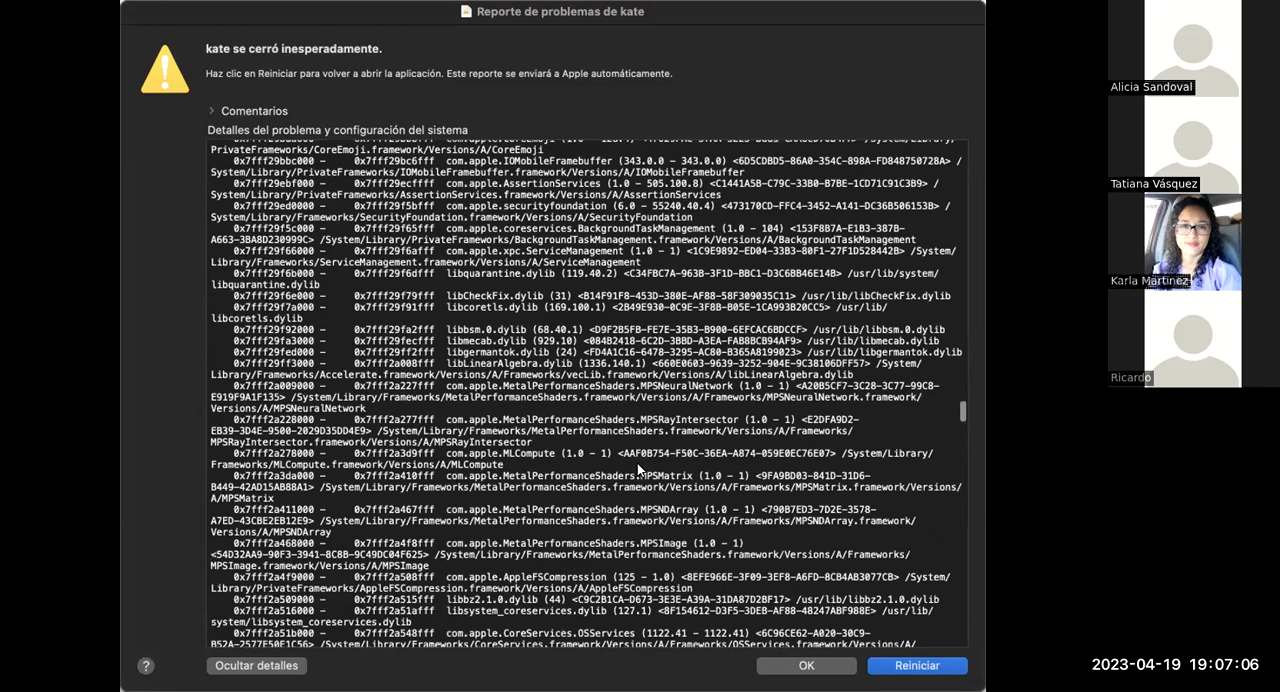 Reporte de problemas de kate
kate se cerró inesperadamente.
Haz clic en Reiniciar para volver a abrir la aplicación. Este reporte se enviará a Apple automáticamente.
Comentarios
Detalles del problema y configuración del sistema
PrivateFrameworks/CoreEmoji.framework/Versions/A/CoreEmoji
0x7fff29bbc000 - 0x7fff29bc6fff com.apple.IOMobileFramebuffer (343.0.0 - 343.0.0) <6D5CDBD5-86A0-354C-898A-FD848750728A> /
System/Library/PrivateFrameworks/IOMobileFramebuffer.framework/Versions/A/IOMobileFramebuffer
0x7fff29ebf000 - 0x7fff29ecffff com.apple.AssertionServices (1.0 - 505.100.8) <C1441A5B-C79C-33B0-B7BE-1CD71C91C3B9> /
System/Library/PrivateFrameworks/AssertionServices.framework/Versions/A/AssertionServices
0x7fff29ed0000 - 0x7fff29f5bfff com.apple.securityfoundation (6.0 - 55240.40.4) <473170CD-FFC4-3452-A141-DC36B506153B> /
System/Library/Frameworks/SecurityFoundation.framework/Versions/A/SecurityFoundation
0x7fff29f5c000 - 0x7fff29f65fff com.apple.coreservices.BackgroundTaskManagement (1.0 - 104) <153F8B7A-E1B3-387B-
A663-3BA8D230999C> /System/Library/PrivateFrameworks/BackgroundTaskManagement.framework/Versions/A/BackgroundTaskManagement
0x7fff29f66000 - 0x7fff29f6afff com.apple.xpc.ServiceManagement (1.0 - 1) <1C9E9892-ED04-33B3-80F1-27F1D528442B> /System/
Library/Frameworks/ServiceManagement.framework/Versions/A/ServiceManagement
0x7fff29f6b000 - 0x7fff29f6dfff libquarantine.dylib (119.40.2) <C34FBC7A-963B-3F1D-BBC1-D3C6BB46E14B> /usr/lib/system/
libquarantine.dylib
0x7fff29f6e000 - 0x7fff29f79fff libCheckFix.dylib (31) <B14F91F8-453D-380E-AF88-58F309035C11> /usr/lib/libCheckFix.dylib
0x7fff29f7a000 - 0x7fff29f91fff libcoretls.dylib (169.100.1) <2B49E930-0C9E-3F8B-B05E-1CA993B20CC5> /usr/lib/
libcoretls.dylib
0x7fff29f92000 - 0x7fff29fa2fff libbsm.0.dylib (68.40.1) <D9F2B5FB-FE7E-35B3-B900-6EFCAC6BDCCF> /usr/lib/libbsm.0.dylib
0x7fff29fa3000 - 0x7fff29fecfff libmecab.dylib (929.10) <084B2418-6C2D-3BBD-A3EA-FAB8BCB94AF9> /usr/lib/libmecab.dylib
0x7fff29fed000 - 0x7fff29ff2fff libgermantok.dylib (24) <FD4A1C16-6478-3295-AC80-B365A8199023> /usr/lib/libgermantok.dylib
0x7fff29ff3000 - 0x7fff2a008fff libLinearAlgebra.dylib (1336.140.1) <660E0603-9639-3252-904E-9C38106DFF57> /System/
Library/Frameworks/Accelerate.framework/Versions/A/Frameworks/vecLib.framework/Versions/A/libLinearAlgebra.dylib
0x7fff2a009000 - 0x7fff2a227fff com.apple.MetalPerformanceShaders.MPSNeuralNetwork (1.0 - 1) <A20B5CF7-3C28-3C77-99C8-
E919F9A1F135> /System/Library/Frameworks/MetalPerformanceShaders.framework/Versions/A/Frameworks/MPSNeuralNetwork.framework/
Versions/A/MPSNeuralNetwork
0x7fff2a228000 - 0x7fff2a277fff com.apple.MetalPerformanceShaders.MPSRayIntersector (1.0 - 1) <E2DFA9D2-
EB39-3D4E-9500-2029D35DD4E9> /System/Library/Frameworks/MetalPerformanceShaders.framework/Versions/A/Frameworks/
MPSRayIntersector.framework/Versions/A/MPSRayIntersector
0x7fff2a278000 - 0x7fff2a3d9fff com.apple.MLCompute (1.0 - 1) <AAF0B754-F50C-36EA-A874-059E0EC76E07> /System/Library/
Frameworks/MLCompute.framework/Versions/A/MLCompute
0x7fff2a3da000 - 0x7fff2a410fff com.apple.MetalPerformanceShaders.MPSMatrix (1.0 - 1) <9FA9BD03-841D-31D6-
B449-42AD15AB88A1> /System/Library/Frameworks/MetalPerformanceShaders.framework/Versions/A/Frameworks/MPSMatrix.framework/Versions/
A/MPSMatrix
0x7fff2a411000 - 0x7fff2a467fff com.apple.MetalPerformanceShaders.MPSNDArray (1.0 - 1) <790B7ED3-7D2E-3578-
A7ED-43CBE2EB12E9> /System/Library/Frameworks/MetalPerformanceShaders.framework/Versions/A/Frameworks/MPSNDArray.framework/
Versions/A/MPSNDArray
0x7fff2a468000 - 0x7fff2a4f8fff com.apple.MetalPerformanceShaders.MPSImage (1.0 - 1)
<54D32AA9-90F3-3941-8C8B-9C49DC04F625> /System/Library/Frameworks/MetalPerformanceShaders.framework/Versions/A/Frameworks/
MPSImage.framework/Versions/A/MPSImage
0x7fff2a4f9000 - 0x7fff2a508fff com.apple.AppleFSCompression (125 - 1.0) <8EFE966E-3F09-3EF8-A6FD-8CB4AB3077CB> /System/
Library/PrivateFrameworks/AppleFSCompression.framework/Versions/A/AppleFSCompression
0x7fff2a509000 - 0x7fff2a515fff libbz2.1.0.dylib (44) <C9C2B1CA-D673-3E3E-A39A-31DA87D2BF17> /usr/lib/libbz2.1.0.dylib
0x7fff2a516000 - 0x7fff2a51afff libsystem_coreservices.dylib (127.1) <8F154612-D3F5-3DEB-AF88-48247ABF988E> /usr/lib/
system/libsystem_coreservices.dylib
0x7fff2a51b000 - 0x7fff2a548fff com.apple.CoreServices.OSServices (1122.41 - 1122.41) <6C96CE62-A020-30C9-
B52A-2577E50E1C56> /System/Library/Frameworks/CoreServices.framework/Versions/A/Frameworks/OSServices.framework/Versions/A/
?
Ocultar detalles
OK
Reiniciar
Alicia Sandoval
Tatiana Vásquez
Karla Martinez
Ricardo
2023-04-19 19:07:06